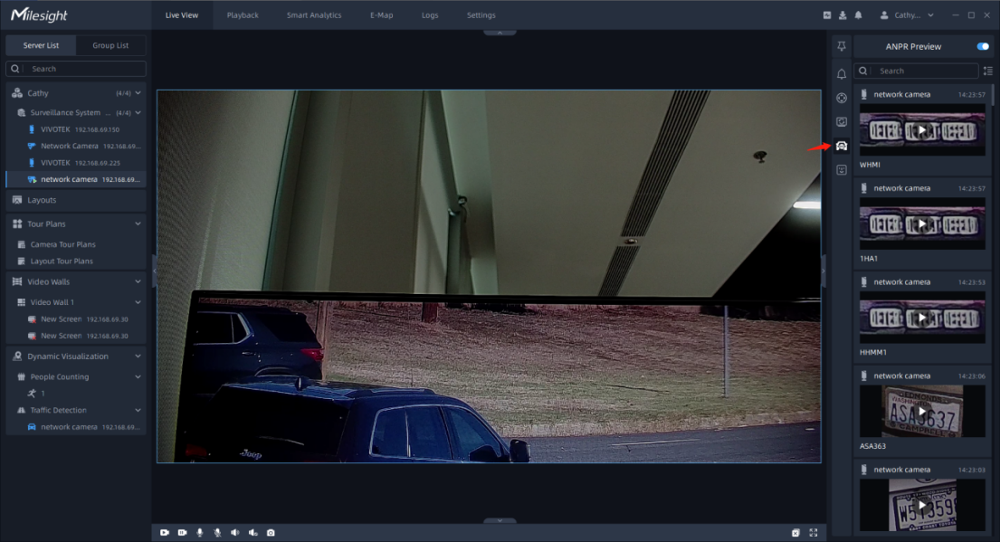 Milesight
Live View
Playback
Smart Analytics
E-Map
Logs
Settings
Cathy...
Server List
Group List
Search
Cathy
(4/4)
Surveillance System ...
(4/4)
VIVOTEK 192.168.69.150
Network Camera 192.168.69...
VIVOTEK 192.168.69.225
network camera 192.168.69...
Layouts
Tour Plans
Camera Tour Plans
Layout Tour Plans
Video Walls
Video Wall 1
New Screen 192.168.69.30
New Screen 192.168.69.30
Dynamic Visualization
People Counting
1
Traffic Detection
network camera 192.168.69...
Jeep
ANPR Preview
Search
network camera 14:23:57
WHMI
network camera 14:23:57
1HA1
network camera 14:23:53
HHMM1
network camera 14:23:06
ASA3637
CAMPBELL
ASA363
network camera 14:23:03
W51359S
EAST COAST TOYOTA